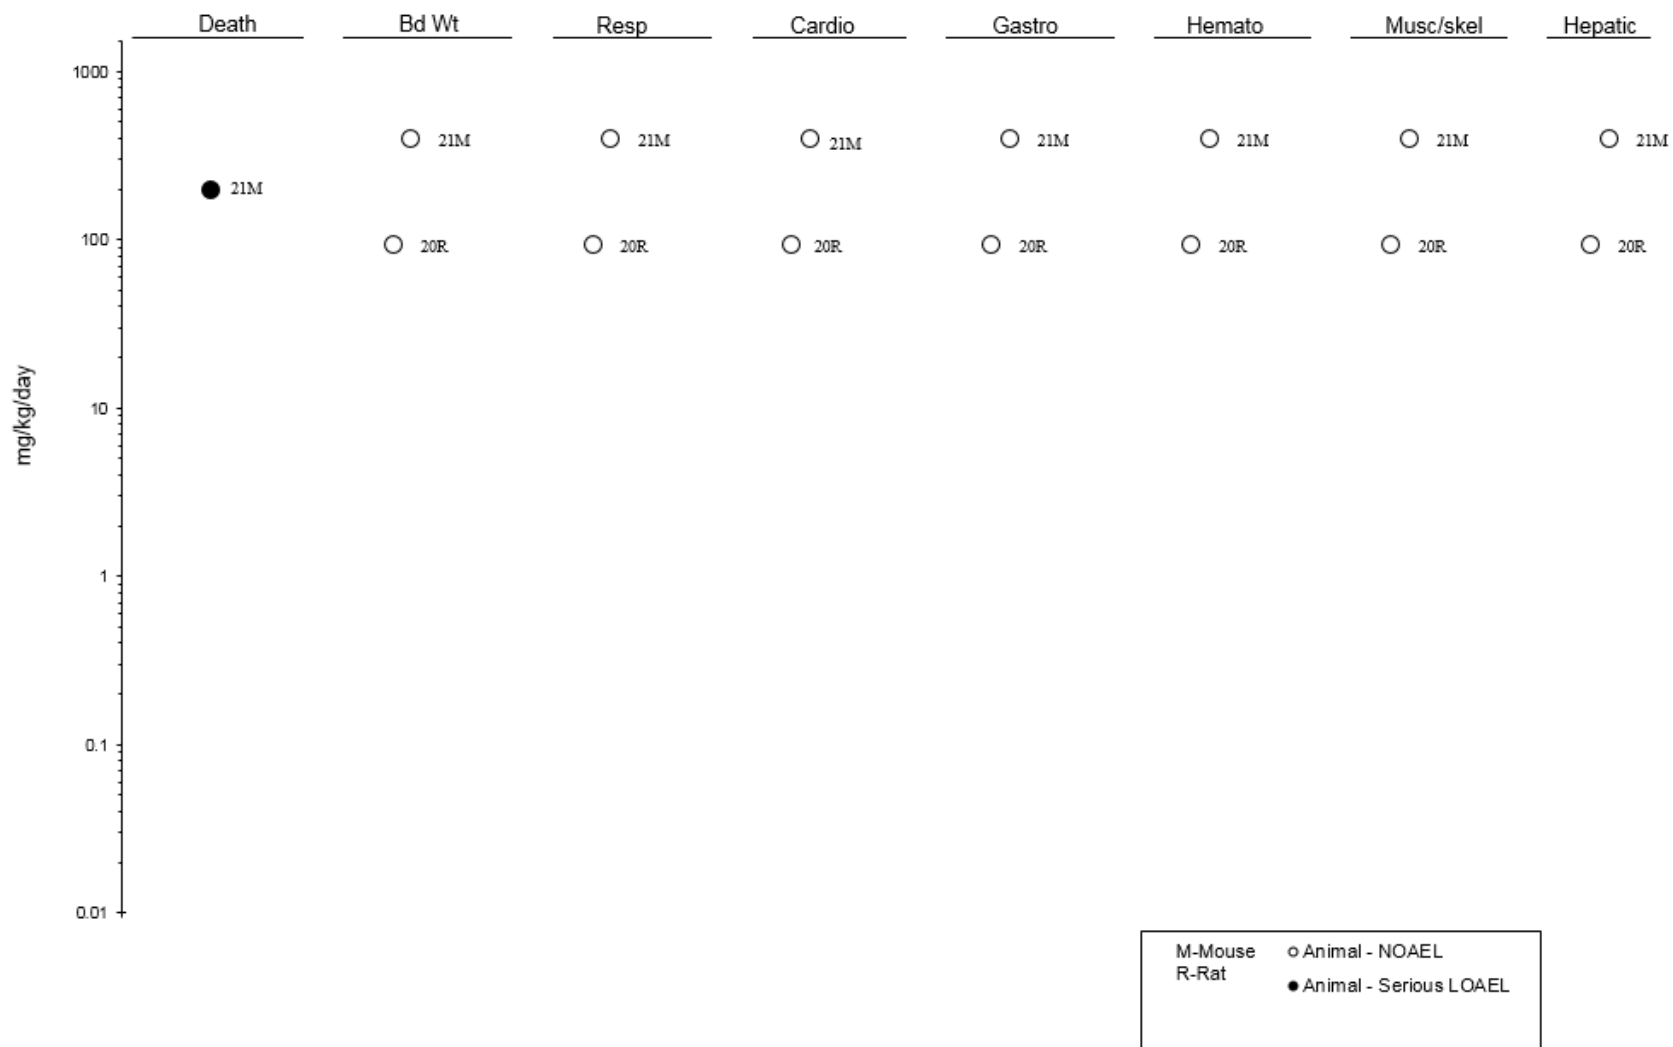 Death Bd Wt Resp Cardio Gastro Hemato Musc/skel Hepatic
1000
21M 21M 21M 21M 21M 21M 21M
21M
100
20R 20R 20R 20R 20R 20R 20R
mg/kg/day
10
1
0.1
0.01
M-Mouse Animal - NOAEL
R-Rat
Animal - Serious LOAEL